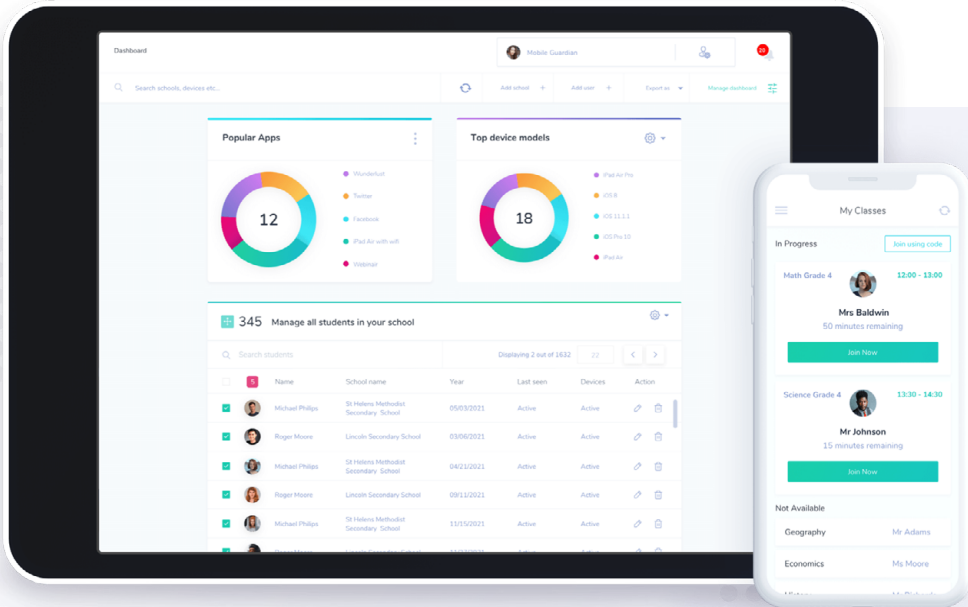 Dashboard
Mobile Guardian
20
Search schools, devices etc...
Add school +
Add user +
Export as
Manage dashboard
Popular Apps
12
Wunderlust
Twitter
Facebook
iPad Air with wifi
Webinair
Top device models
18
iPad Air Pro
iOS 8
iOS 11.1.1
iOS Pro 10
iPad Air
345 Manage all students in your school
Search students
Displaying 2 out of 1632
22
S Name School name Year Last seen Devices Action
Michael Philips St Helens Methodist Secondary School 05/03/2021 Active Active
Roger Moore Lincoln Secondary School 03/06/2021 Active Active
Michael Philips St Helens Methodist Secondary School 04/21/2021 Active Active
Roger Moore Lincoln Secondary School 09/11/2021 Active Active
Michael Philips St Helens Methodist Secondary School 11/15/2021 Active Active
My Classes
In Progress
Join using code
Math Grade 4
12:00 - 13:00
Mrs Baldwin
50 minutes remaining
Join Now
Science Grade 4
13:30 - 14:30
Mr Johnson
15 minutes remaining
Join Now
Not Available
Geography Mr Adams
Economics Ms Moore